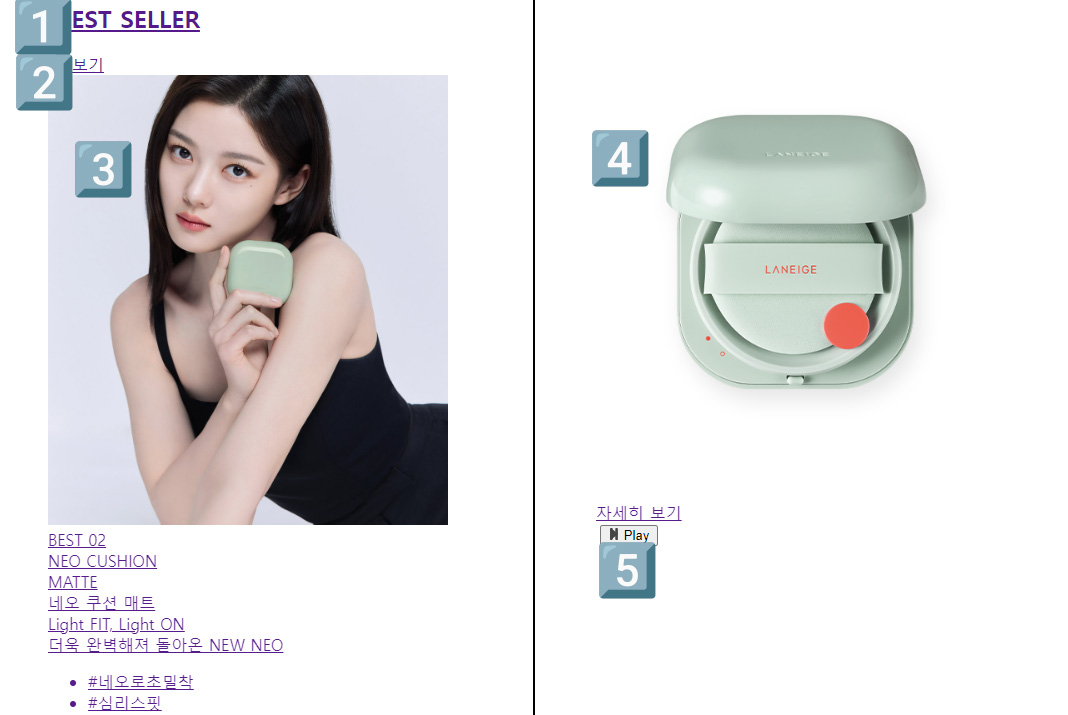 1
EST SELLER
2
보기
3
BEST 02
NEO CUSHION
MATTE
네오 쿠션 매트
Light FIT, Light ON
더욱 완벽해져 돌아온 NEW NEO
#네오로초밀착
#심리스핏
4
LANEIGE
LANEIGE
자세히 보기
Play
5